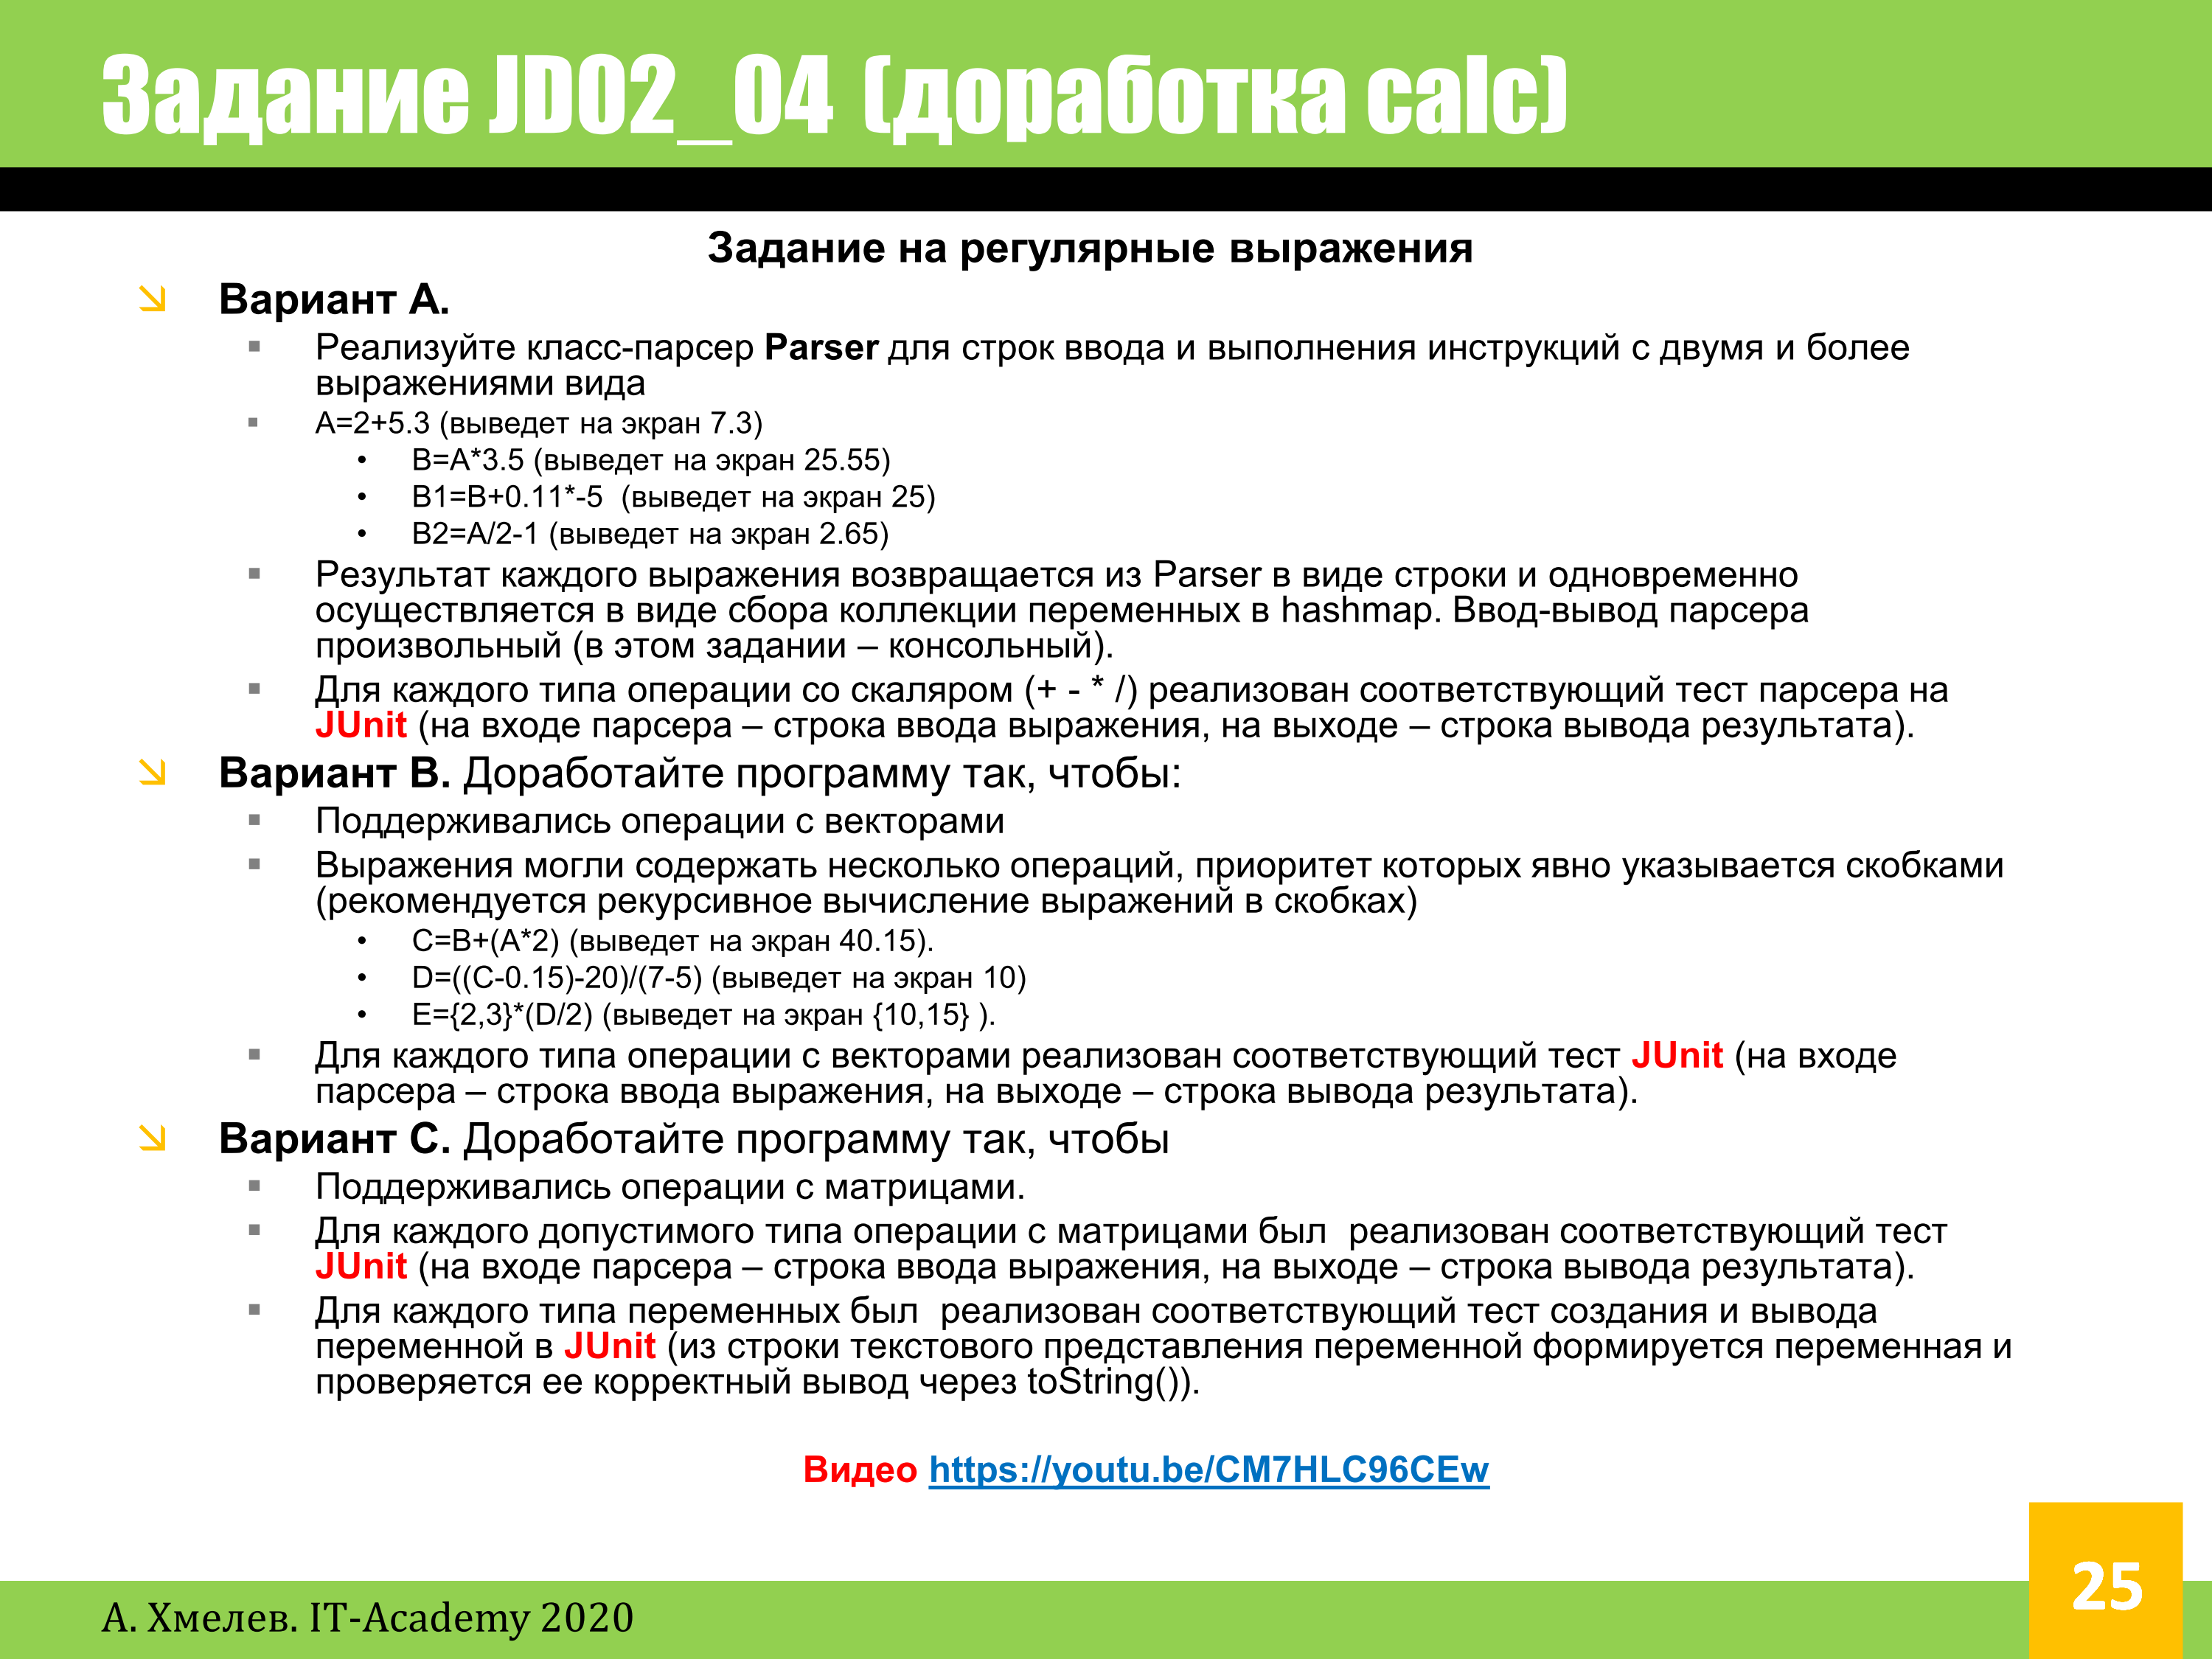 Задание JD02_04 (доработка calc)
Задание на регулярные выражения
Вариант A.
Реализуйте класс-парсер Parser для строк ввода и выполнения инструкций с двумя и более
выражениями вида
A=2+5.3 (выведет на экран 7.3)
B=A*3.5 (выведет на экран 25.55)
B1=B+0.11*-5  (выведет на экран 25)
B2=A/2-1 (выведет на экран 2.65)
Результат каждого выражения возвращается из Parser в виде строки и одновременно
осуществляется в виде сбора коллекции переменных в hashmap. Ввод-вывод парсера
произвольный (в этом задании – консольный).
Для каждого типа операции со скаляром (+ - * /) реализован соответствующий тест парсера на
JUnit (на входе парсера – строка ввода выражения, на выходе – строка вывода результата).
Вариант B. Доработайте программу так, чтобы:
Поддерживались операции с векторами
Выражения могли содержать несколько операций, приоритет которых явно указывается скобками
(рекомендуется рекурсивное вычисление выражений в скобках)
C=B+(A*2) (выведет на экран 40.15).
D=((C-0.15)-20)/(7-5) (выведет на экран 10)
E={2,3}*(D/2) (выведет на экран {10,15} ).
Для каждого типа операции с векторами реализован соответствующий тест JUnit (на входе
парсера – строка ввода выражения, на выходе – строка вывода результата).
Вариант C. Доработайте программу так, чтобы
Поддерживались операции с матрицами.
Для каждого допустимого типа операции с матрицами был  реализован соответствующий тест
JUnit (на входе парсера – строка ввода выражения, на выходе – строка вывода результата).
Для каждого типа переменных был  реализован соответствующий тест создания и вывода
переменной в JUnit (из строки текстового представления переменной формируется переменная и
проверяется ее корректный вывод через toString()).
Видео https://youtu.be/CM7HLC96CEw
25
А. Хмелев. IT-Academy 2020